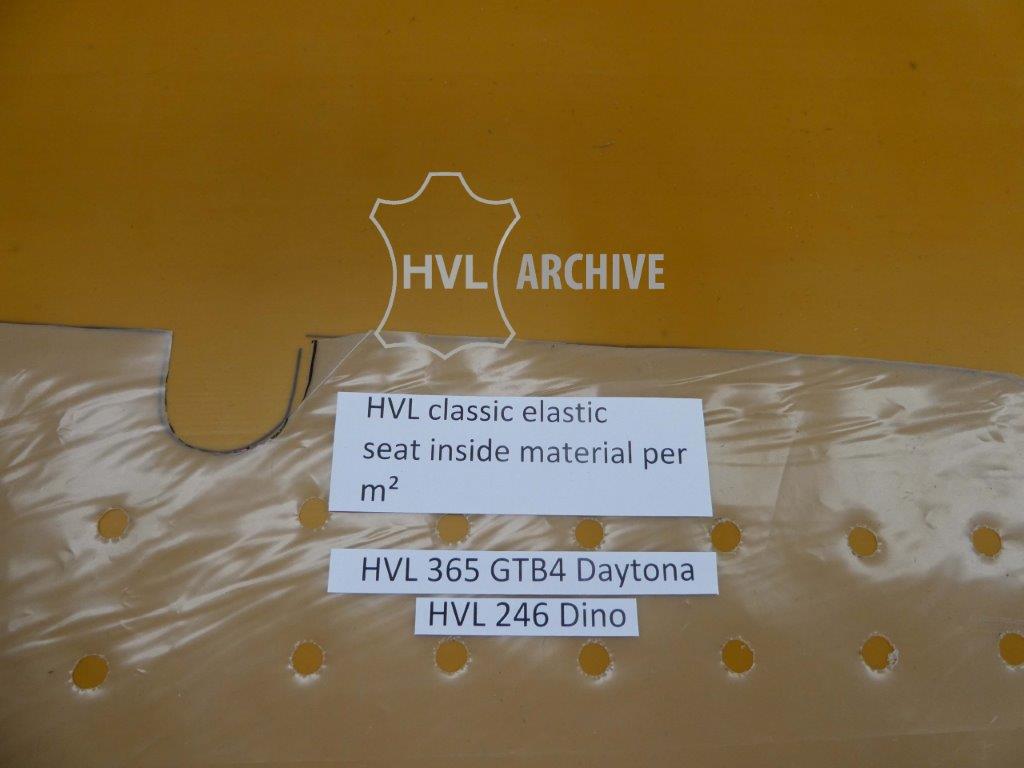 HVL ARCHIVE
HVL classic elastic
seat inside material per
m²
HVL 365 GTB4 Daytona
HVL 246 Dino